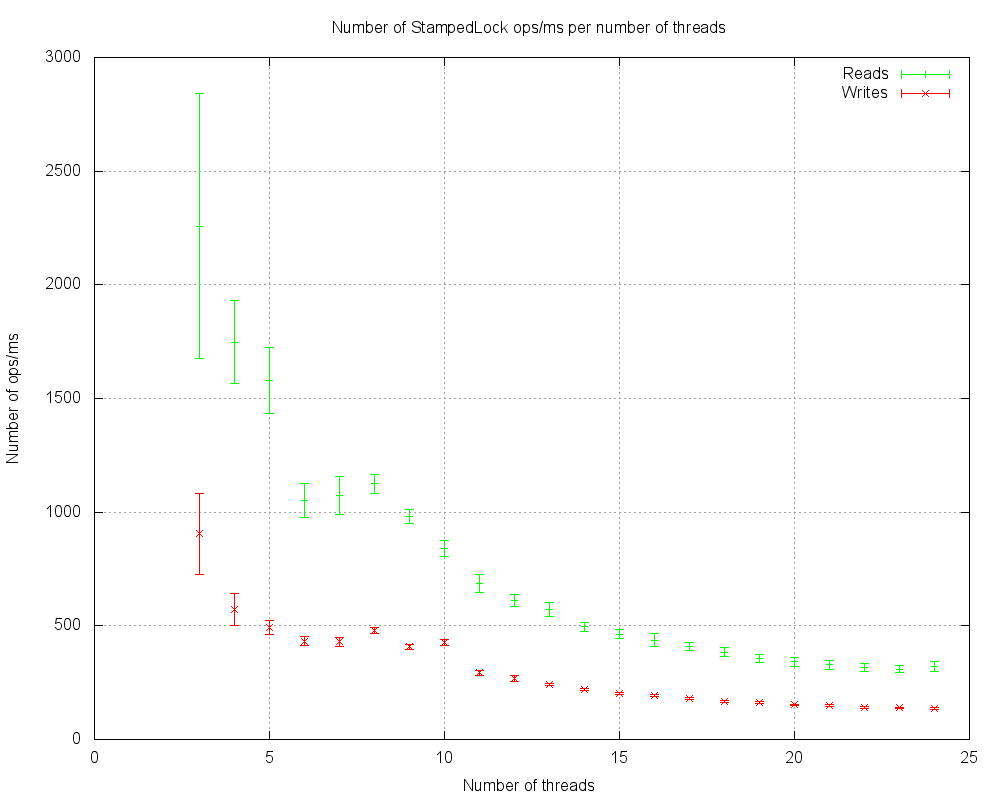 Number of StampedLock ops/ms per number of threads
Reads
Writes
3000
2500
2000
1500
1000
500
0
Number of ops/ms
0 5 10 15 20 25
Number of threads